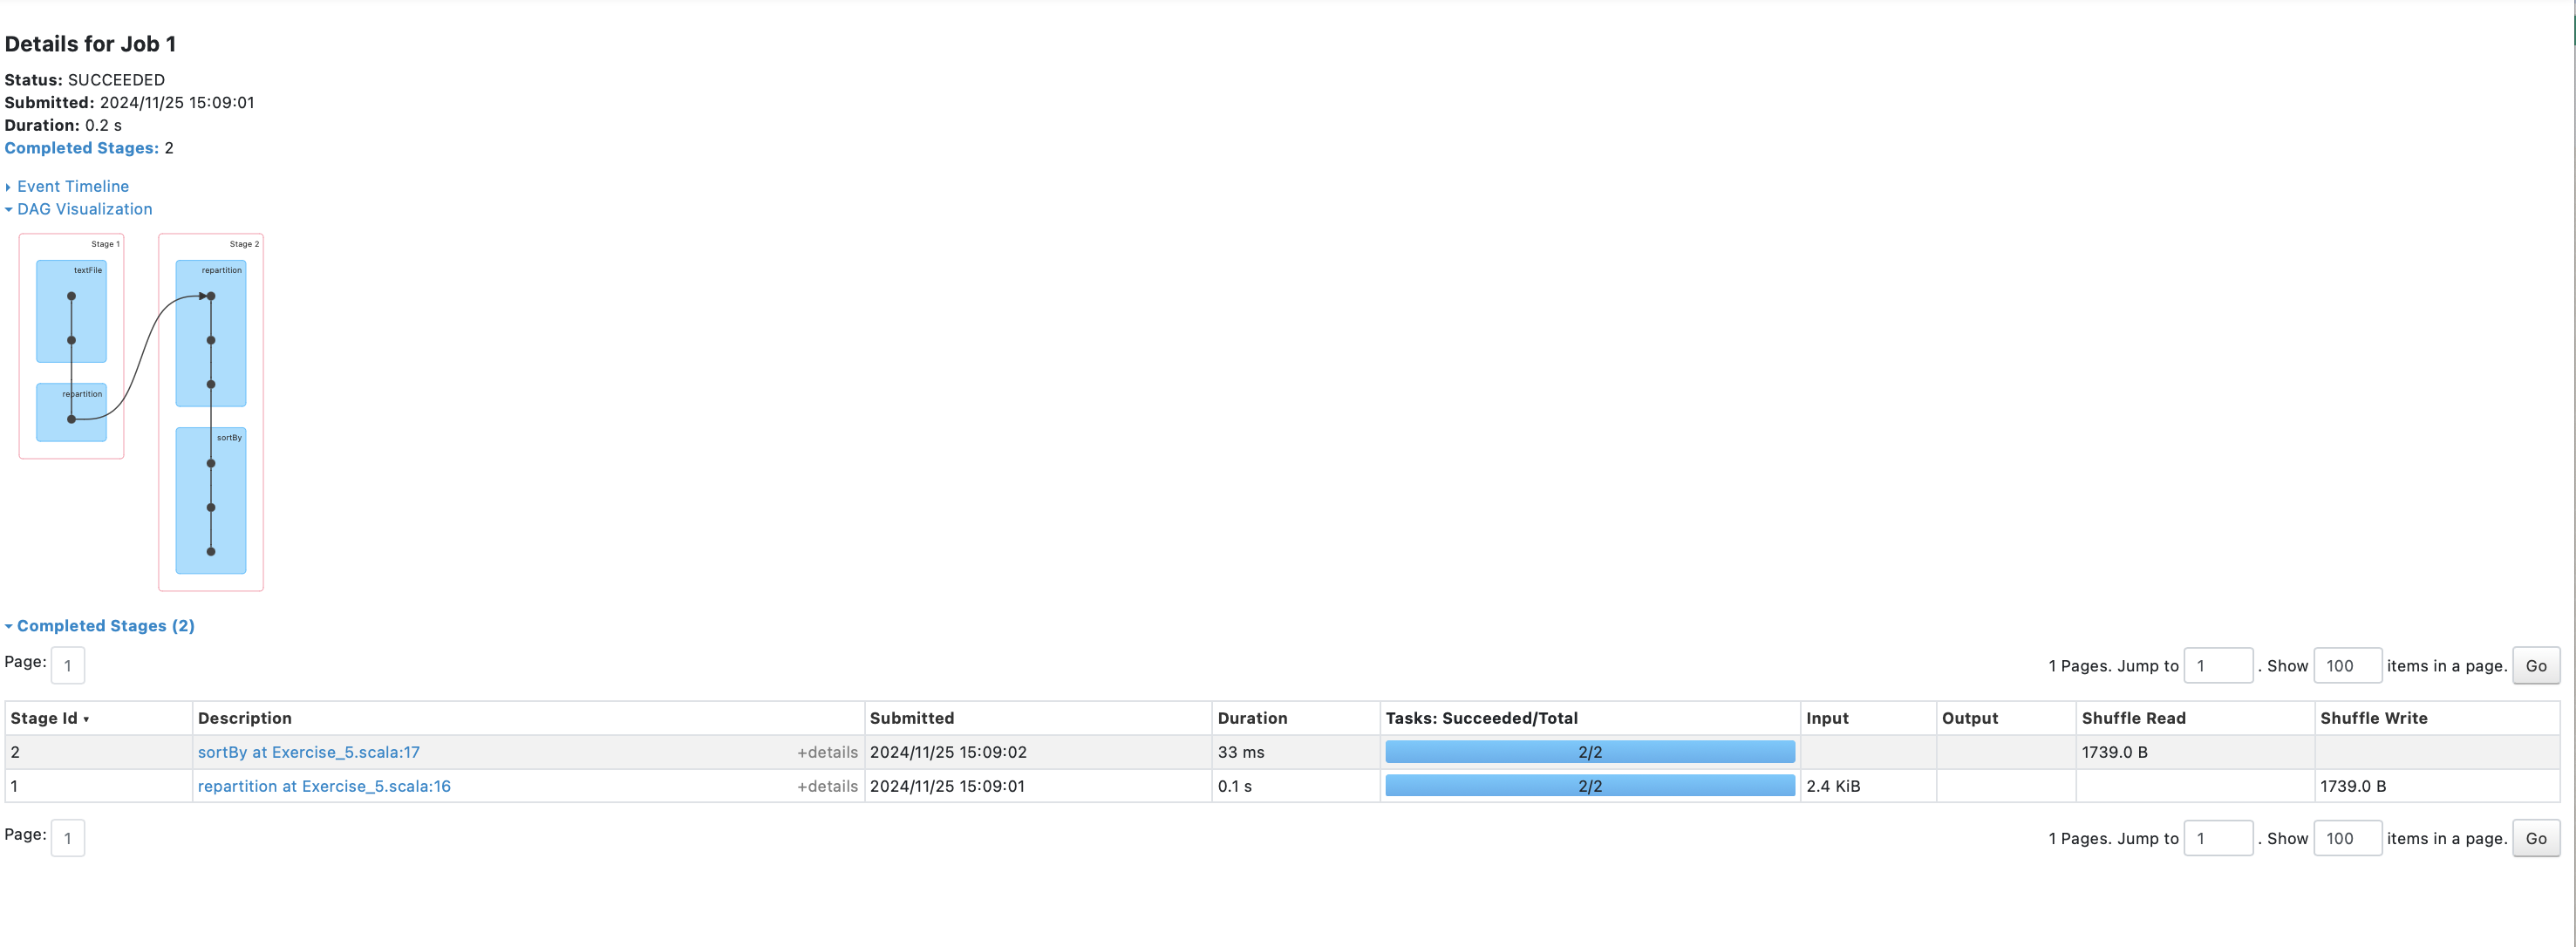 Details for Job 1
Status: SUCCEEDED
Submitted: 2024/11/25 15:09:01
Duration: 0.2 s
Completed Stages: 2
Event Timeline
DAG Visualization
Stage 1
Stage 2
textFile
repartition
repartition
sortBy
Completed Stages (2)
Page: 1
1 Pages. Jump to 1 . Show 100 items in a page. Go
Stage Id ▾ Description Submitted Duration Tasks: Succeeded/Total Input Output Shuffle Read Shuffle Write
2 sortBy at Exercise_5.scala:17 +details 2024/11/25 15:09:02 33 ms 2/2 1739.0 B
1 repartition at Exercise_5.scala:16 +details 2024/11/25 15:09:01 0.1 s 2/2 2.4 KiB 1739.0 B
Page: 1
1 Pages. Jump to 1 . Show 100 items in a page. Go